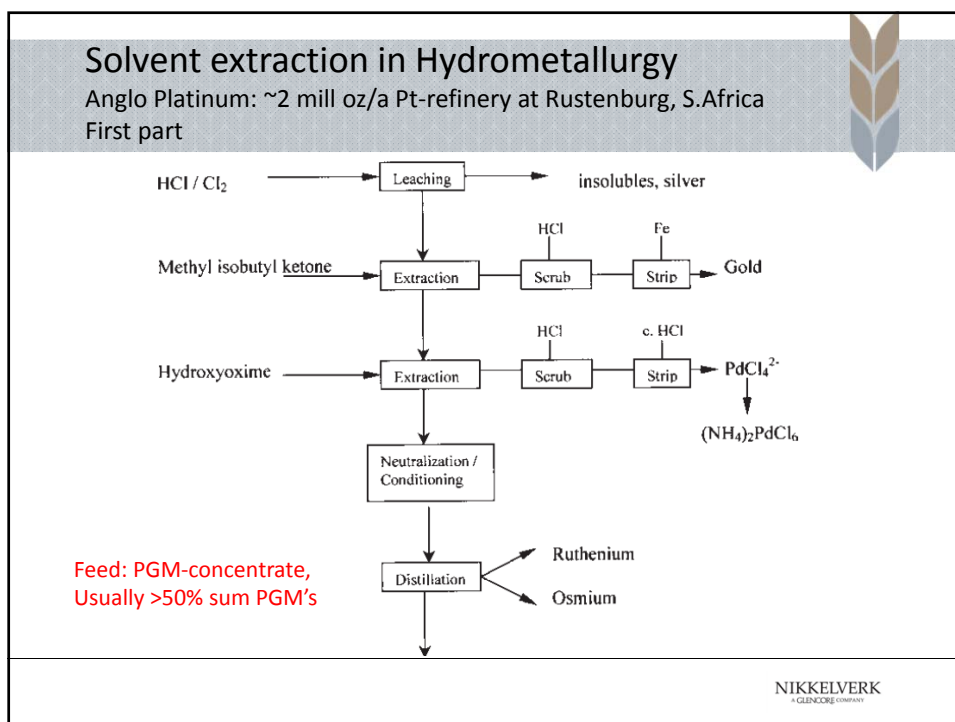 Solvent extraction in Hydrometallurgy
Anglo Platinum: ~2 mill oz/a Pt-refinery at Rustenburg, S.Africa
First part
HCl / Cl₂
Leaching
insolubles, silver
HCl
Fe
Methyl isobutyl ketone
Extraction
Scrub
Strip
Gold
HCl
c. HCl
Hydroxyoxime
Extraction
Scrub
Strip
PdCl₄²⁻
(NH₄)₂PdCl₆
Neutralization /
Conditioning
Feed: PGM-concentrate,
Usually >50% sum PGM’s
Distillation
Ruthenium
Osmium
NIKKELVERK
A GLENCORE COMPANY